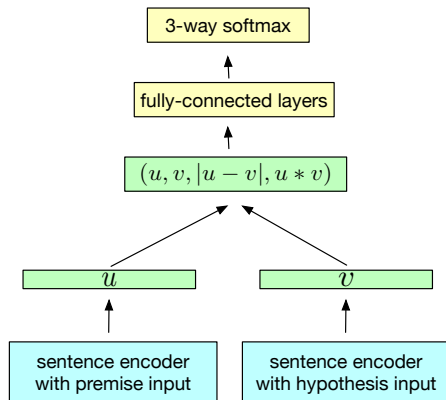 3-way softmax
fully-connected layers
(u, v, |u − v|, u ∗ v)
u
v
sentence encoder
with premise input
sentence encoder
with hypothesis input